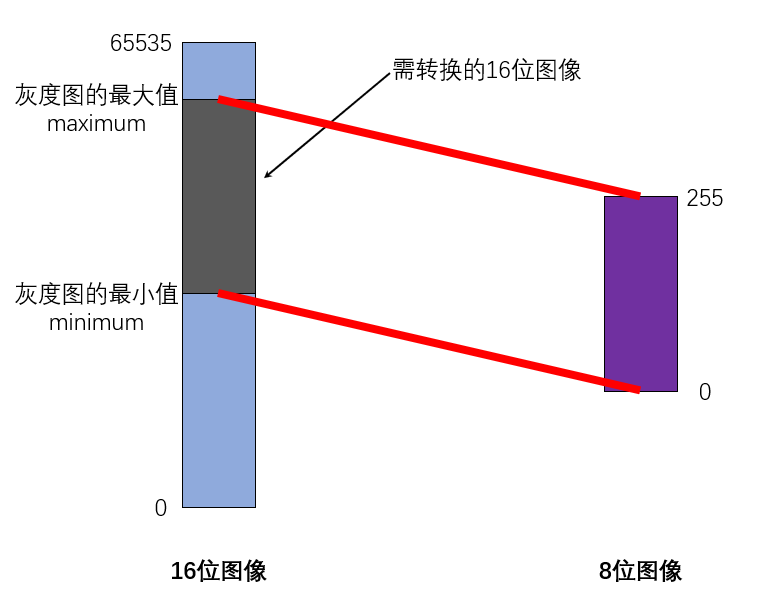 65535
需转换的16位图像
灰度图的最大值
maximum
255
灰度图的最小值
minimum
0
0
16位图像
8位图像